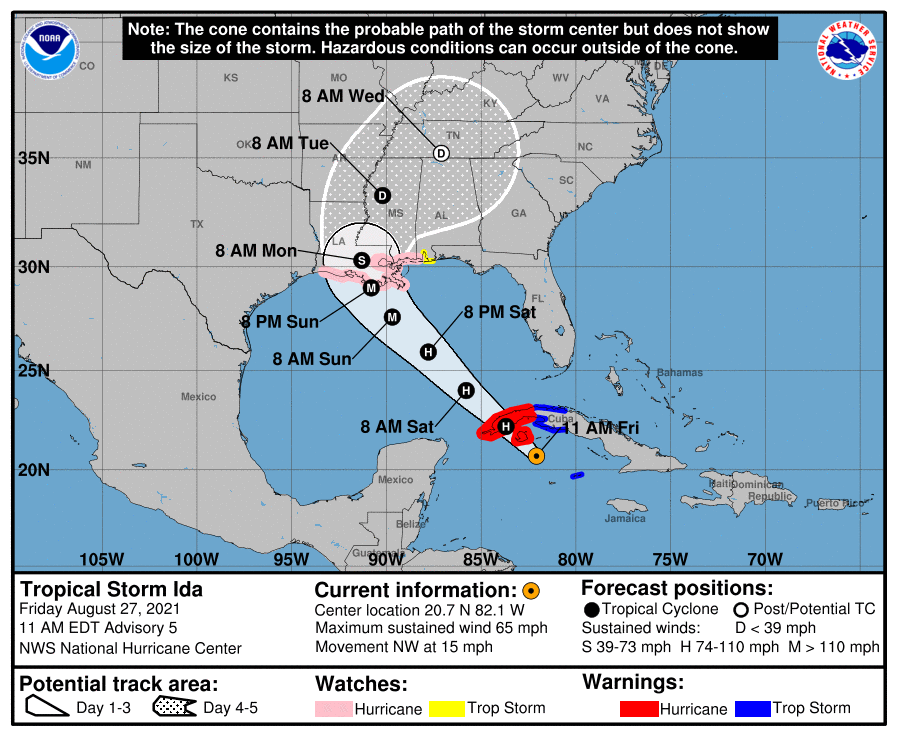 Note: The cone contains the probable path of the storm center but does not show
the size of the storm. Hazardous conditions can occur outside of the cone.
NOAA
NATIONAL WEATHER SERVICE
CO
KS
MO
WV
DE
8 AM Wed
KY
VA
8 AM Tue
OK
AR
TN
NC
35N
NM
D
D
SC
TX
MS
AL
GA
8 AM Mon
LA
S
30N
M
FL
8 PM Sun
M
8 PM Sat
8 AM Sun
H
25N
Bahamas
H
Mexico
8 AM Sat
H
Cuba
11 AM Fri
20N
Mexico
Haiti
Dominican
Republic
Puerto Rico
Jamaica
Belize
Guatemala
105W 100W 95W 90W 85W 80W 75W 70W
Tropical Storm Ida
Friday August 27, 2021
11 AM EDT Advisory 5
NWS National Hurricane Center
Current information:
Center location 20.7 N 82.1 W
Maximum sustained wind 65 mph
Movement NW at 15 mph
Forecast positions:
Tropical Cyclone Post/Potential TC
Sustained winds: D < 39 mph
S 39-73 mph H 74-110 mph M > 110 mph
Potential track area:
Day 1-3 Day 4-5
Watches:
Hurricane Trop Storm
Warnings:
Hurricane Trop Storm